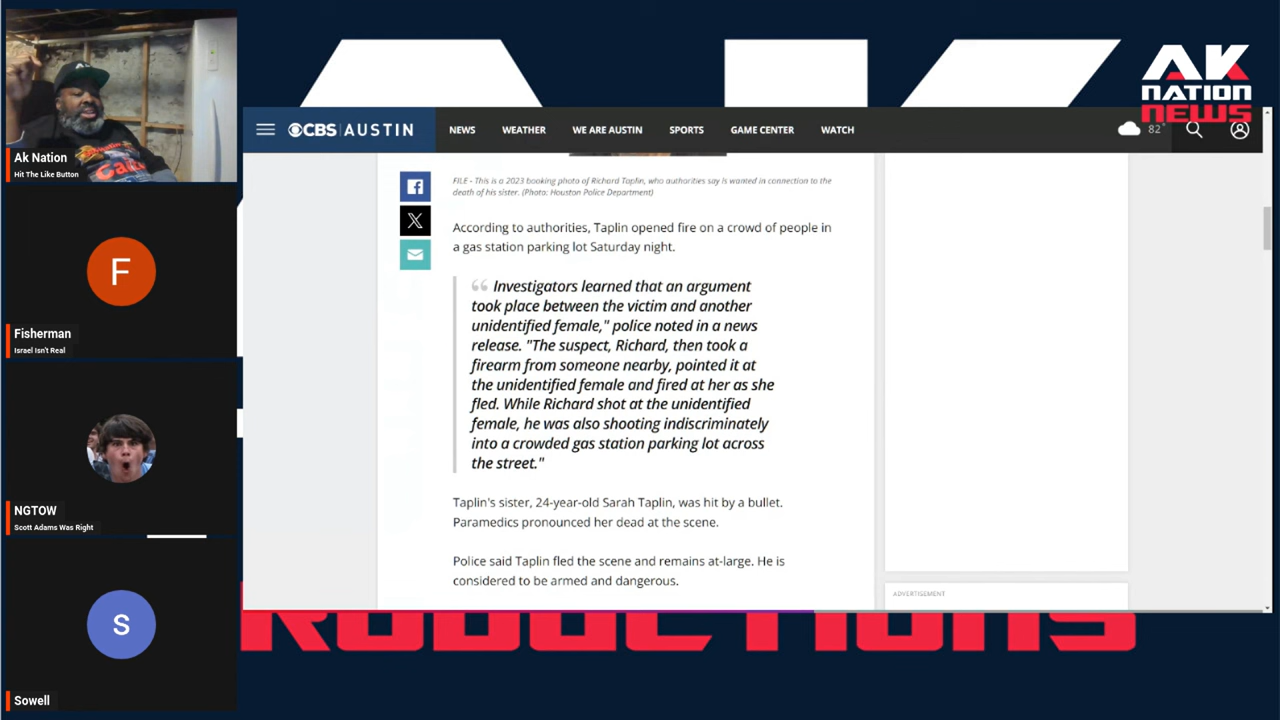 AK
NATION
NEWS
CBS AUSTIN
NEWS
WEATHER
WE ARE AUSTIN
SPORTS
GAME CENTER
WATCH
82°
Ak Nation
Hit The Like Button
FILE - This is a 2023 booking photo of Richard Taplin, who authorities say is wanted in connection to the
death of his sister. (Photo: Houston Police Department)
According to authorities, Taplin opened fire on a crowd of people in
a gas station parking lot Saturday night.
Investigators learned that an argument
took place between the victim and another
unidentified female," police noted in a news
release. "The suspect, Richard, then took a
firearm from someone nearby, pointed it at
the unidentified female and fired at her as she
fled. While Richard shot at the unidentified
female, he was also shooting indiscriminately
into a crowded gas station parking lot across
the street."
Taplin's sister, 24-year-old Sarah Taplin, was hit by a bullet.
Paramedics pronounced her dead at the scene.
Police said Taplin fled the scene and remains at-large. He is
considered to be armed and dangerous.
ADVERTISEMENT
F
Fisherman
Israel Isn't Real
NGTOW
Scott Adams Was Right
S
Sowell